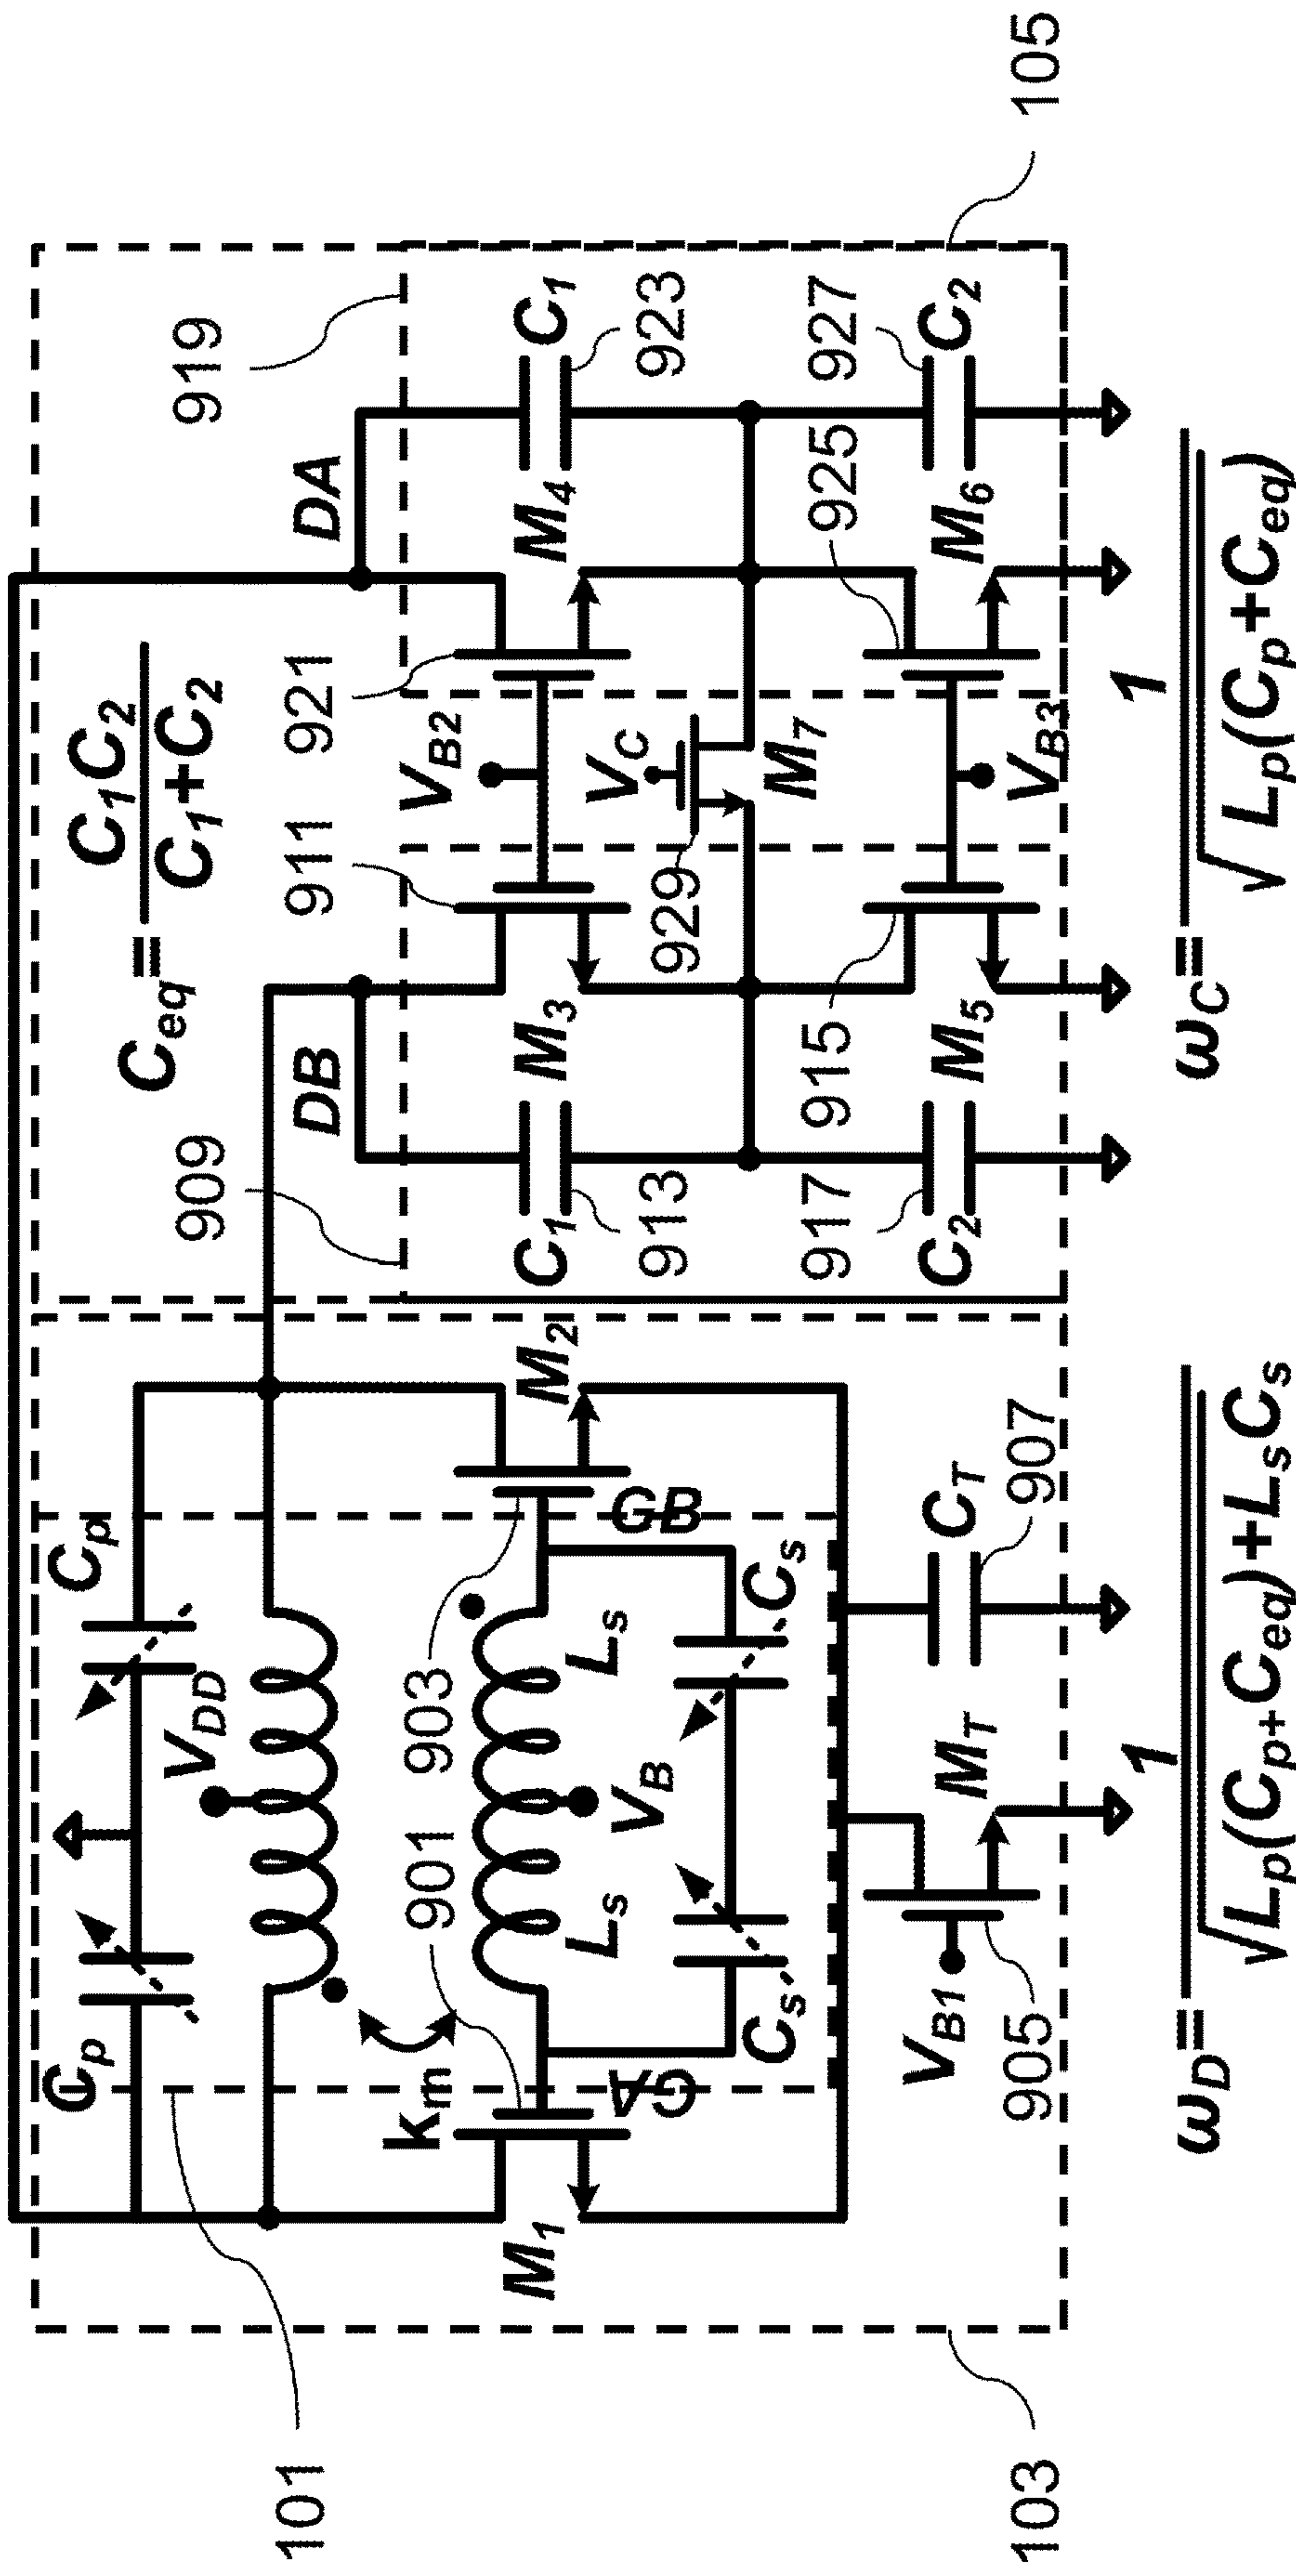 101
103
105
909
919
C_p
C_p
V_DD
k_m
901
903
M_1
M_2
GA
GB
L_s
L_s
V_B
C_s
C_s
V_B1
905
M_T
C_T
907
C_eq= C_1C_2 / C_1+C_2
DB
DA
911
921
V_B2
C_1
913
M_3
M_4
C_1
923
V_C
929
M_7
917
C_2
915
M_5
V_B3
M_6
925
C_2
927
ω_D= 1 / √L_p(C_p+C_eq)+L_sC_s
ω_C= 1 / √L_p(C_p+C_eq)